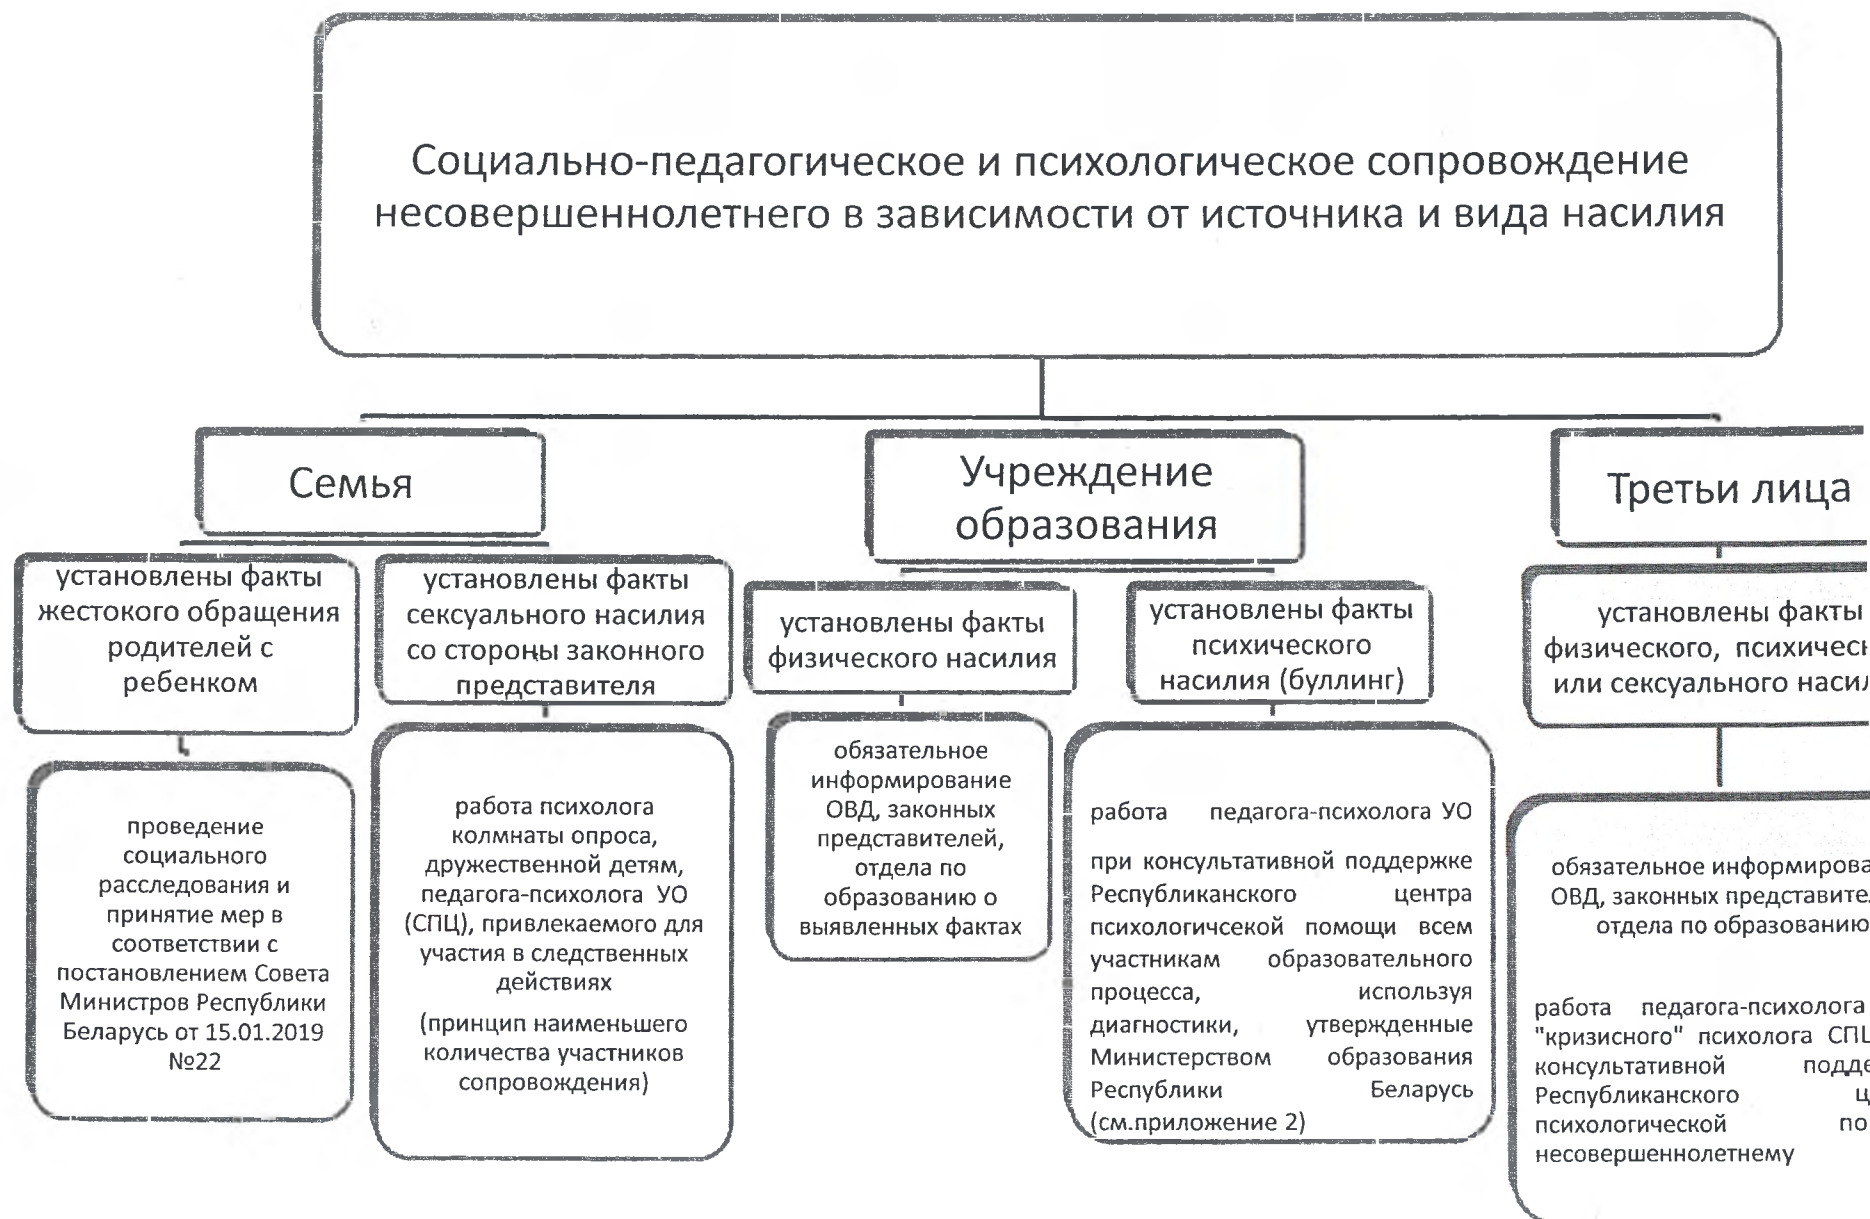 Социально-педагогическое и психологическое сопровождение
несовершеннолетнего в зависимости от источника и вида насилия
Семья
Учреждение
образования
Третьи лица
установлены факты
жестокого обращения
родителей с
ребенком
установлены факты
сексуального насилия
со стороны законного
представителя
установлены факты
физического насилия
установлены факты
психического
насилия (буллинг)
установлены факты
физического,
или сексуального
проведение
социального
расследования и
принятие мер в
соответствии с
постановлением Совета
Министров Республики
Беларусь от 15.01.2019
№22
работа психолога
колмнаты опроса,
дружественной детям,
педагога-психолога УО
(СПЦ), привлекаемого для
участия в следственных
действиях
(принцип наименьшего
количества участников
сопровождения)
обязательное
информирование
ОВД, законных
представителей,
отдела по
образованию о
выявленных фактах
работа педагога-психолога УО
при консультативной поддержке
Республиканского центра
психологичсекой помощи всем
участникам образовательного
процесса, используя
диагностики, утвержденные
Министерством образования
Республики Беларусь
(см.приложение 2)
обязательное
ОВД, законных
отдела по образованию
работа педагога-психолога
"кризисного" психолога
консультативной
Республиканского
психологической
несовершеннолетнему